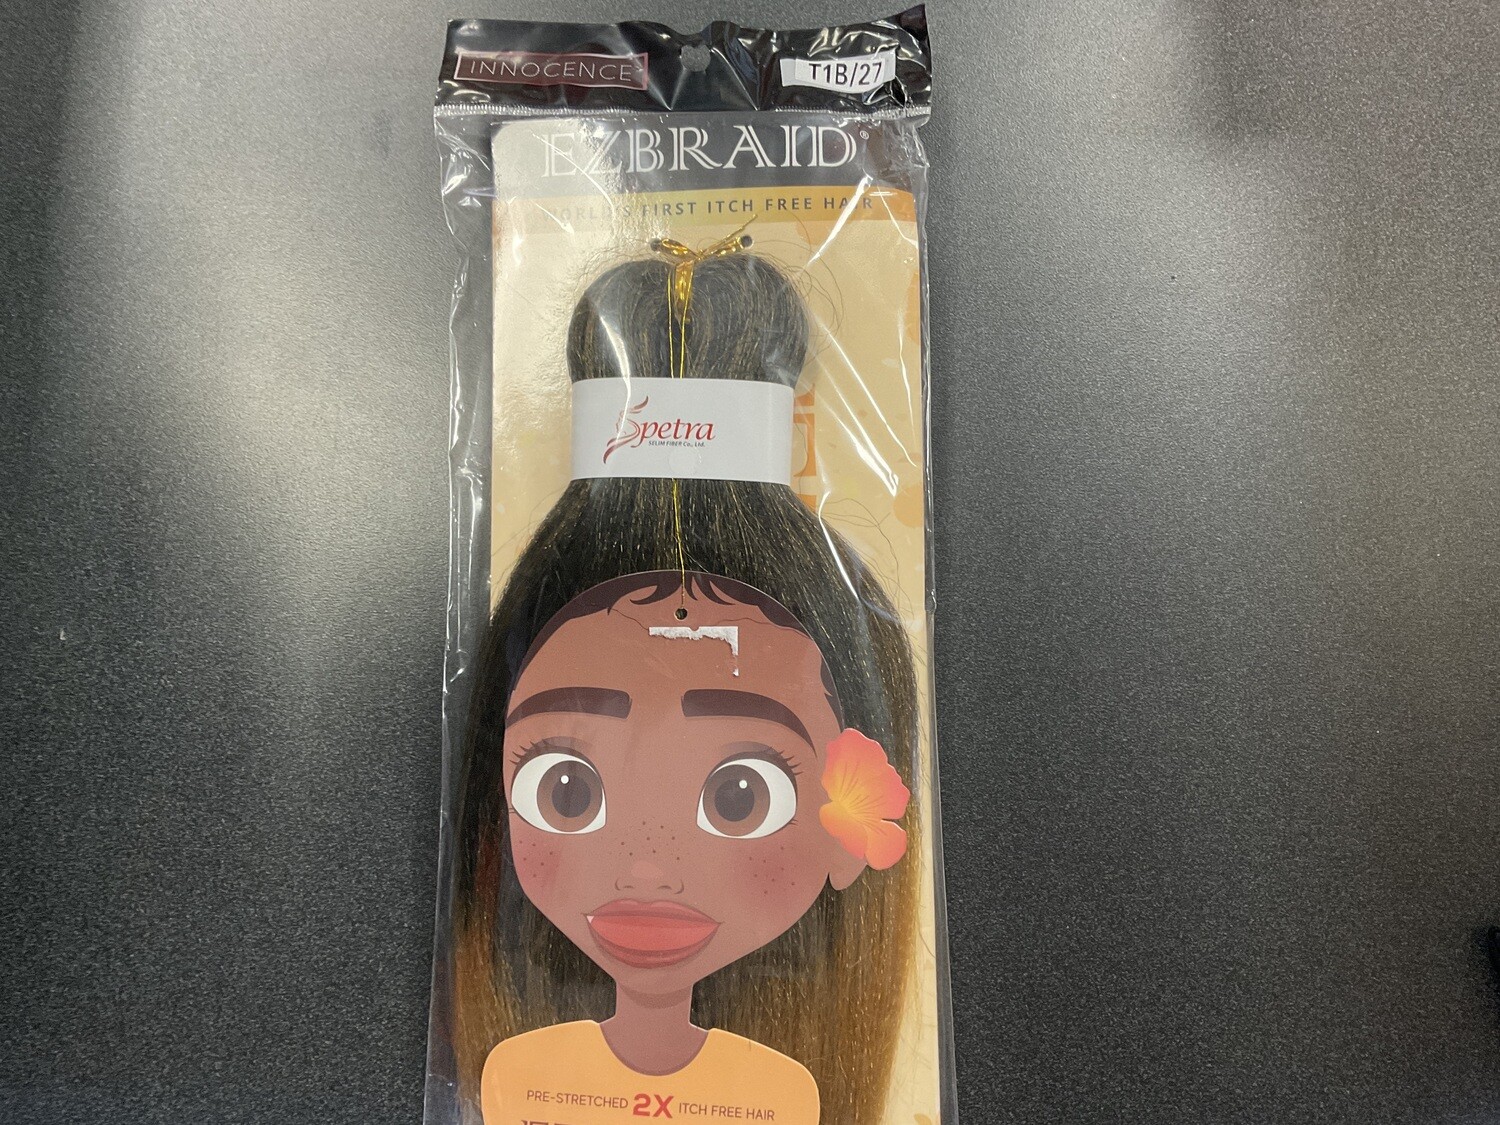 INNOCENCE
T1B/27
EZBRAID®
WORLD'S FIRST ITCH FREE HAIR
Spetra
SELIM FIBER Co., Ltd.
PRE-STRETCHED 2X ITCH FREE HAIR